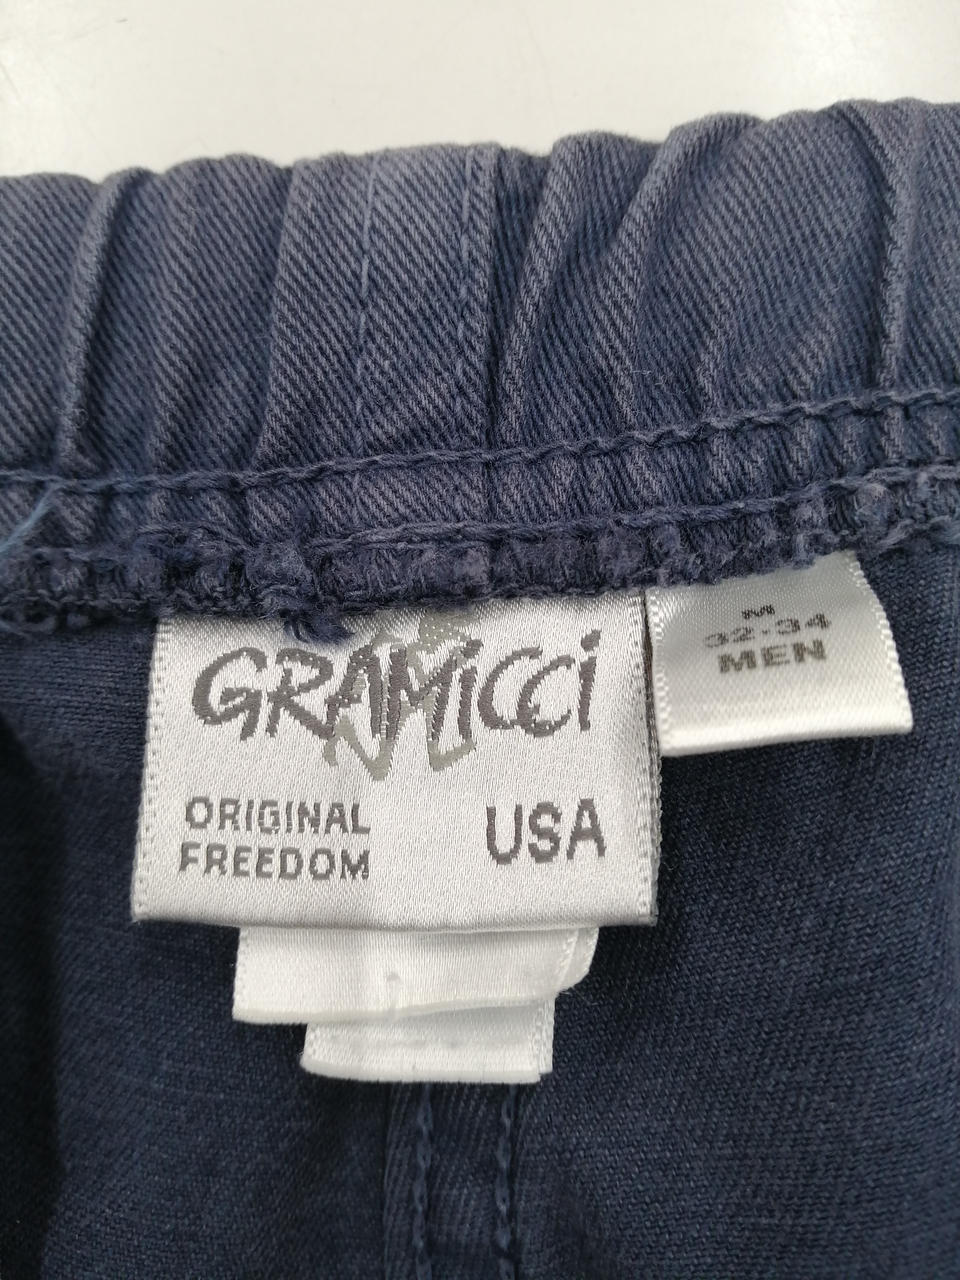 GRAMICCI
ORIGINAL
FREEDOM
USA
M
32-34
MEN